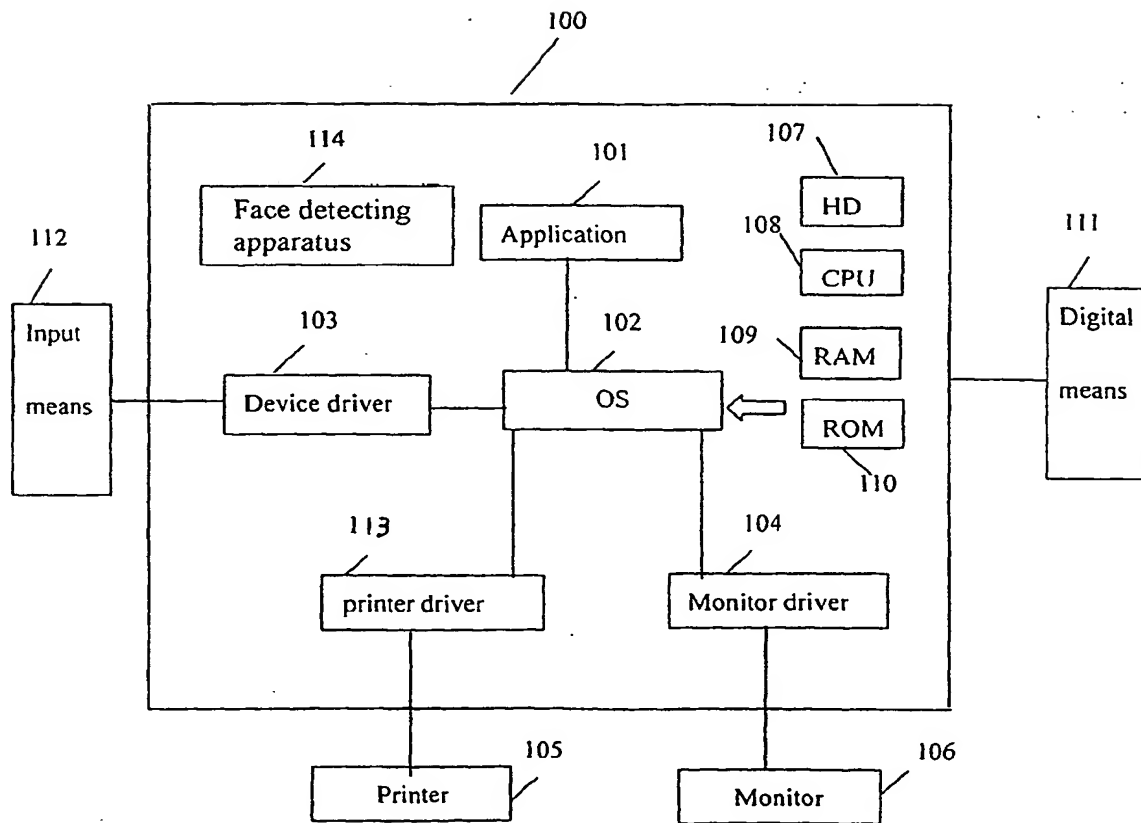 100
107
114
101
HD
Face detecting
apparatus
112
Application
108
111
CPU
Input
means
103
102
109
Digital
means
RAM
Device driver
OS
ROM
110
113
104
printer driver
Monitor driver
105
106
Printer
Monitor